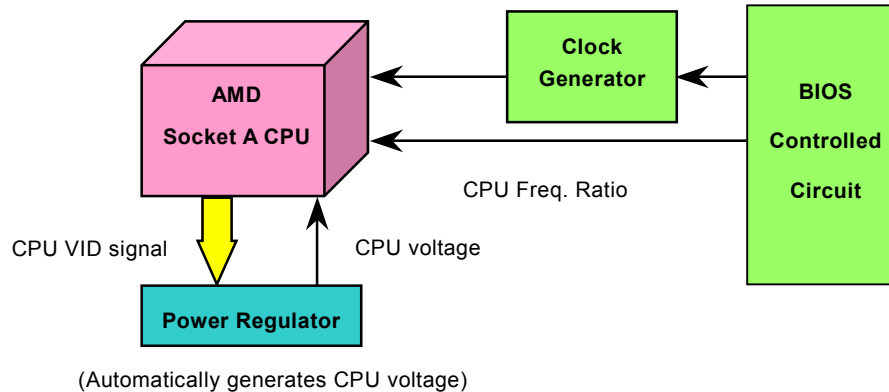 AMD
Socket A CPU
Clock
Generator
BIOS
Controlled
Circuit
CPU Freq. Ratio
CPU VID signal
CPU voltage
Power Regulator
(Automatically generates CPU voltage)